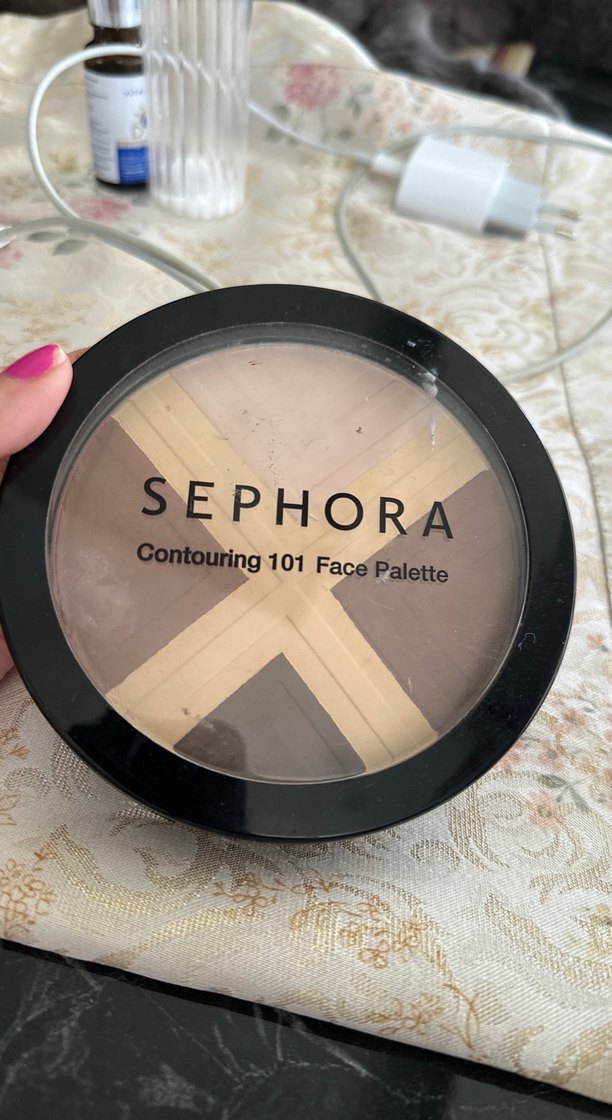 SEPHORA
Contouring 101 Face Palette